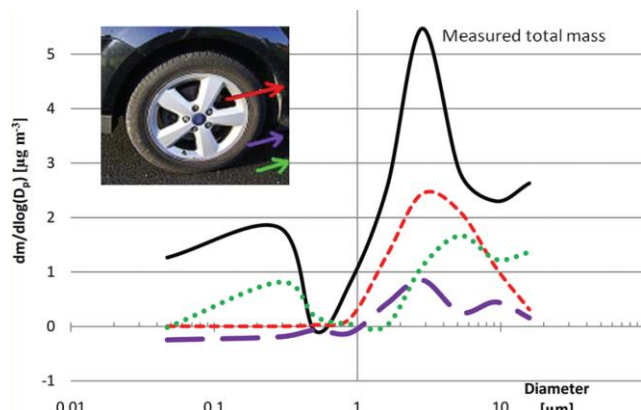 Measured total mass
dm/dlog(Dₚ) [µg m⁻³]
5
4
3
2
1
0
-1
0.01
0.1
1
10
Diameter
[µm]